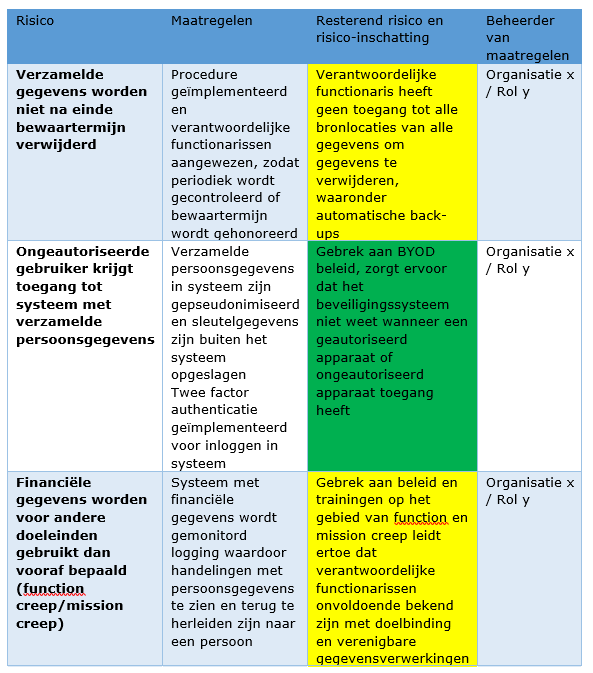 Risico
Maatregelen
Resterend risico en
risico-inschatting
Beheerder
van
maatregelen
Verzamelde
gegevens worden
niet na einde
bewaartermijn
verwijderd
Procedure
geïmplementeerd
en
verantwoordelijke
functionarissen
aangewezen, zodat
periodiek wordt
gecontroleerd of
bewaartermijn
wordt gehonoreerd
Verantwoordelijke
functionaris heeft
geen toegang tot alle
bronlocaties van alle
gegevens om
gegevens te
verwijderen,
waaronder
automatische back-
ups
Organisatie x
/ Rol y
Ongeautoriseerde
gebruiker krijgt
toegang tot
systeem met
verzamelde
persoonsgegevens
Verzamelde
persoonsgegevens
in systeem zijn
gepseudonimiseerd
en sleutelgegevens
zijn buiten het
systeem
opgeslagen
Twee factor
authenticatie
geïmplementeerd
voor inloggen in
systeem
Gebrek aan BYOD
beleid, zorgt ervoor
dat het
beveiligingssysteem
niet weet wanneer een
geautoriseerd
apparaat of
ongeautoriseerd
apparaat toegang
heeft
Organisatie x
/ Rol y
Financiële
gegevens worden
voor andere
doeleinden
gebruikt dan
vooraf bepaald
(function
creep/mission
creep)
Systeem met
financiële
gegevens wordt
gemonitord
logging waardoor
handelingen met
persoonsgegevens
te zien en terug te
herleiden zijn naar
een persoon
Gebrek aan beleid en
trainingen op het
gebied van function en
mission creep leidt
ertoe dat
verantwoordelijke
functionarissen
onvoldoende bekend
zijn met doelbinding
en verenigbare
gegevensverwerkingen
Organisatie x
/ Rol y